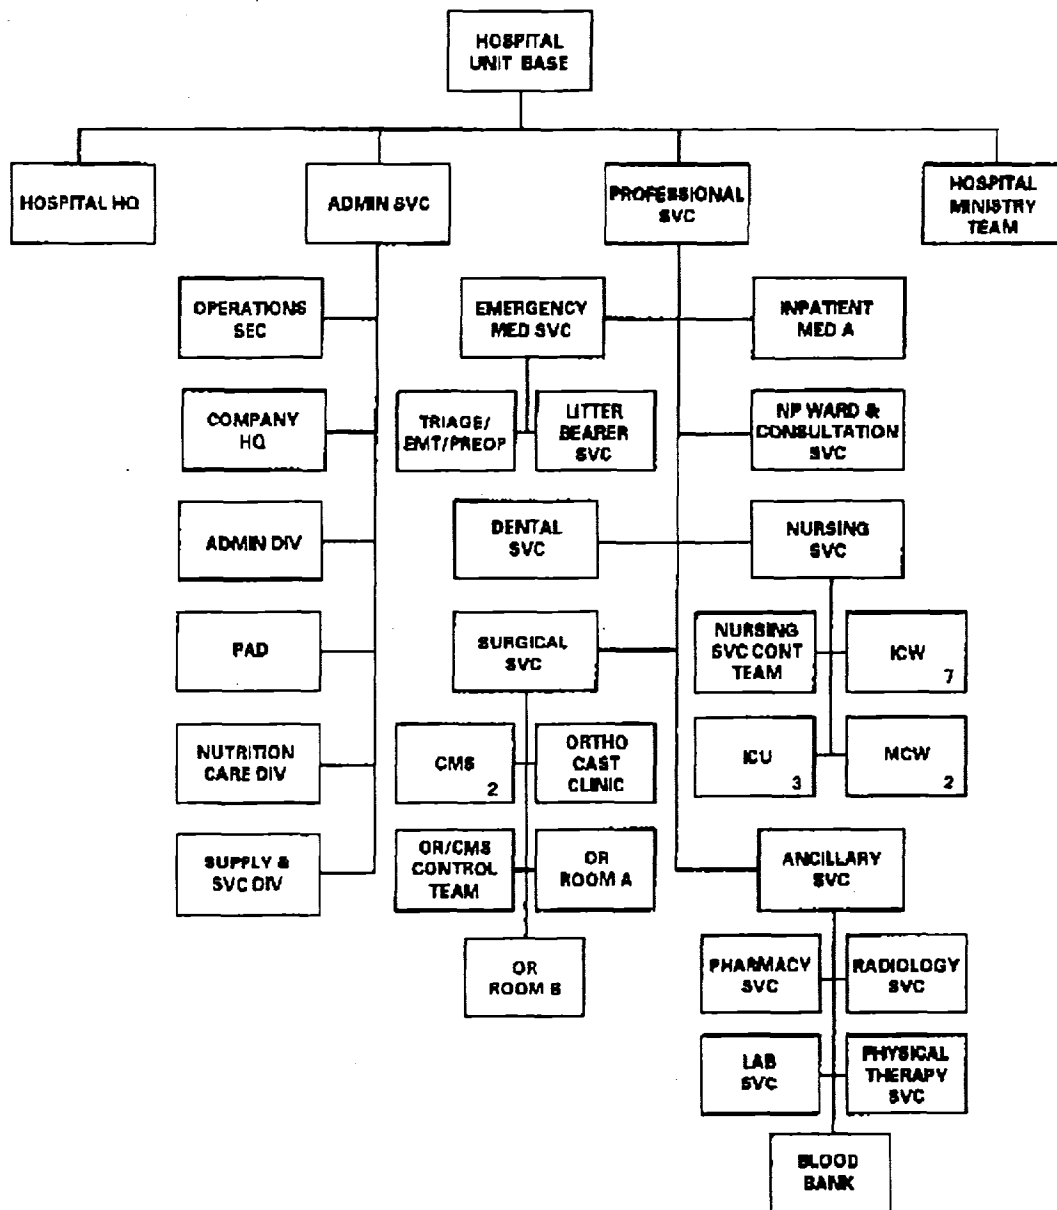 HOSPITAL
UNIT BASE
HOSPITAL HQ
ADMIN SVC
PROFESSIONAL
SVC
HOSPITAL
MINISTRY
TEAM
OPERATIONS
SEC
EMERGENCY
MED SVC
INPATIENT
MED A
COMPANY
HQ
TRIAGE/
EMT/PREOP
LITTER
BEARER
SVC
NP WARD &
CONSULTATION
SVC
ADMIN DIV
DENTAL
SVC
NURSING
SVC
PAD
SURGICAL
SVC
NURSING
SVC CONT
TEAM
ICW
7
NUTRITION
CARE DIV
CMS
2
ORTHO
CAST
CLINIC
ICU
3
MCW
2
SUPPLY &
SVC DIV
OR/CMS
CONTROL
TEAM
OR
ROOM A
ANCILLARY
SVC
OR
ROOM B
PHARMACY
SVC
RADIOLOGY
SVC
LAB
SVC
PHYSICAL
THERAPY
SVC
BLOOD
BANK